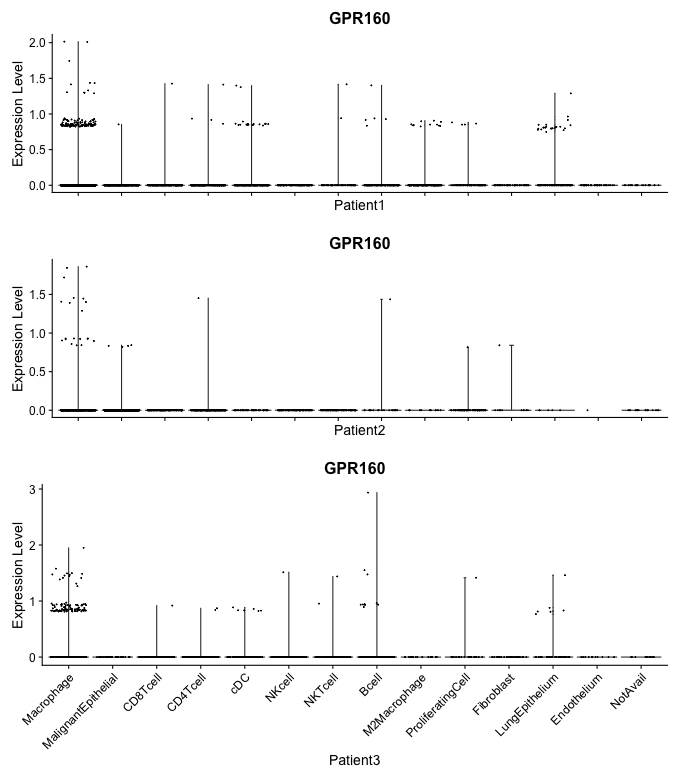 GPR160
Expression Level
2.0
1.5
1.0
0.5
0.0
Patient1
GPR160
Expression Level
1.5
1.0
0.5
0.0
Patient2
GPR160
Expression Level
3
2
1
0
Macrophage
MalignantEpithelial
CD8Tcell
CD4Tcell
cDC
NKcell
NKTcell
Bcell
M2Macrophage
ProliferatingCell
Fibroblast
LungEpithelium
Endothelium
NotAvail
Patient3